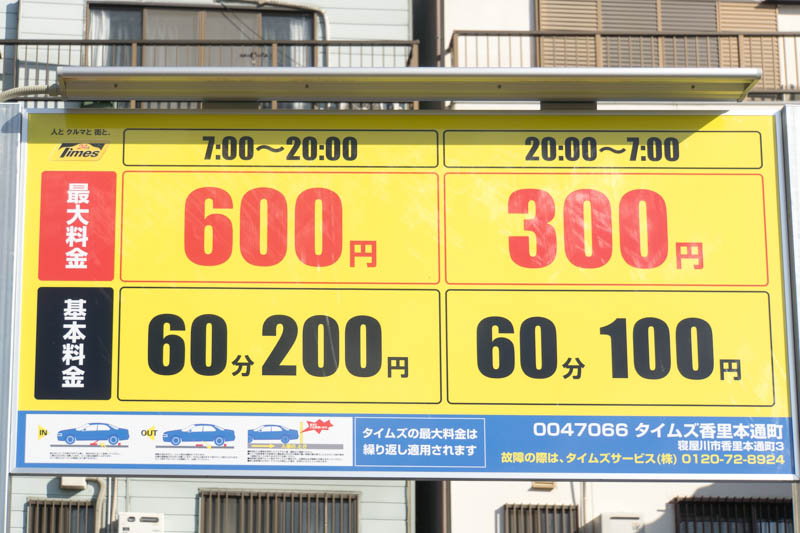 人と クルマと 街と。
Times
7:00～20:00
20:00～7:00
最大料金
600円
300円
基本料金
60分200円
60分 100円
IN
OUT
タイムズの最大料金は
繰り返し適用されます
0047066 タイムズ香里本通町
寝屋川市香里本通町3
故障の際は、タイムズサービス(株) 0120-72-8924